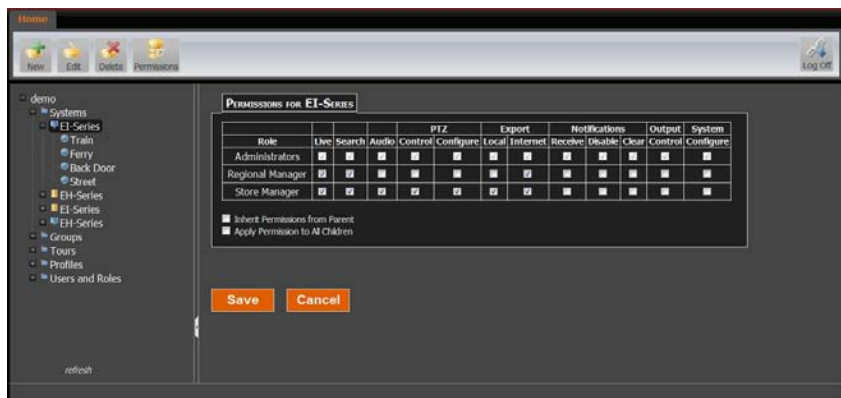 Home
New Edit Delete Permissions Log Off
demo
Systems
EI-Series
Train
Ferry
Back Door
Street
EH-Series
EI-Series
EH-Series
Groups
Tours
Profiles
Users and Roles
refresh
PERMISSIONS FOR EI-SERIES
PTZ Export Notifications Output System
Role Live Search Audio Control Configure Local Internet Receive Disable Clear Control Configure
Administrators
Regional Manager
Store Manager
Inherit Permissions from Parent
Apply Permission to All Children
Save Cancel